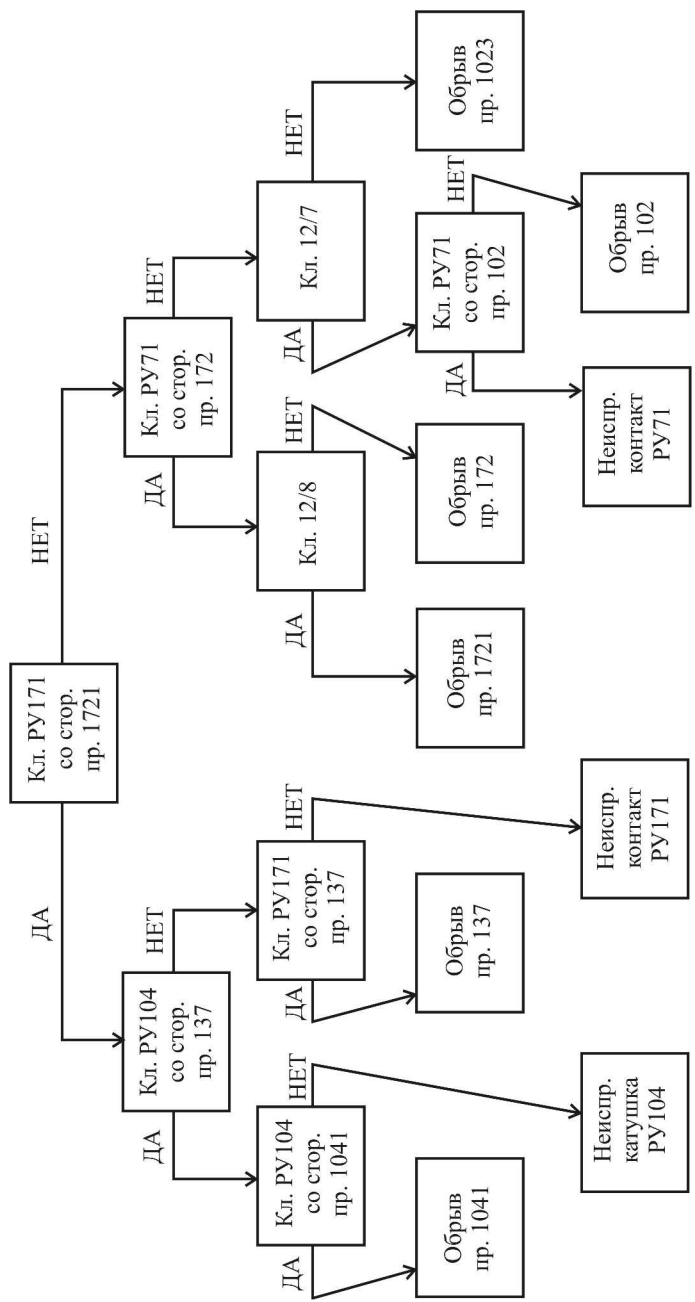 Кл. РУ171
со стор.
пр. 1721
ДА
НЕТ
Кл. РУ104
со стор.
пр. 137
Кл. РУ71
со стор.
пр. 172
ДА
НЕТ
ДА
НЕТ
Кл. РУ104
со стор.
пр. 1041
Кл. РУ171
со стор.
пр. 137
Кл. 12/8
Кл. 12/7
ДА
НЕТ
ДА
НЕТ
ДА
НЕТ
ДА
НЕТ
Обрыв
пр. 1041
Обрыв
пр. 137
Обрыв
пр. 1721
Обрыв
пр. 172
Кл. РУ71
со стор.
пр. 102
Обрыв
пр. 1023
ДА
НЕТ
Неиспр.
катушка
РУ104
Неиспр.
контакт
РУ171
Неиспр.
контакт
РУ71
Обрыв
пр. 102